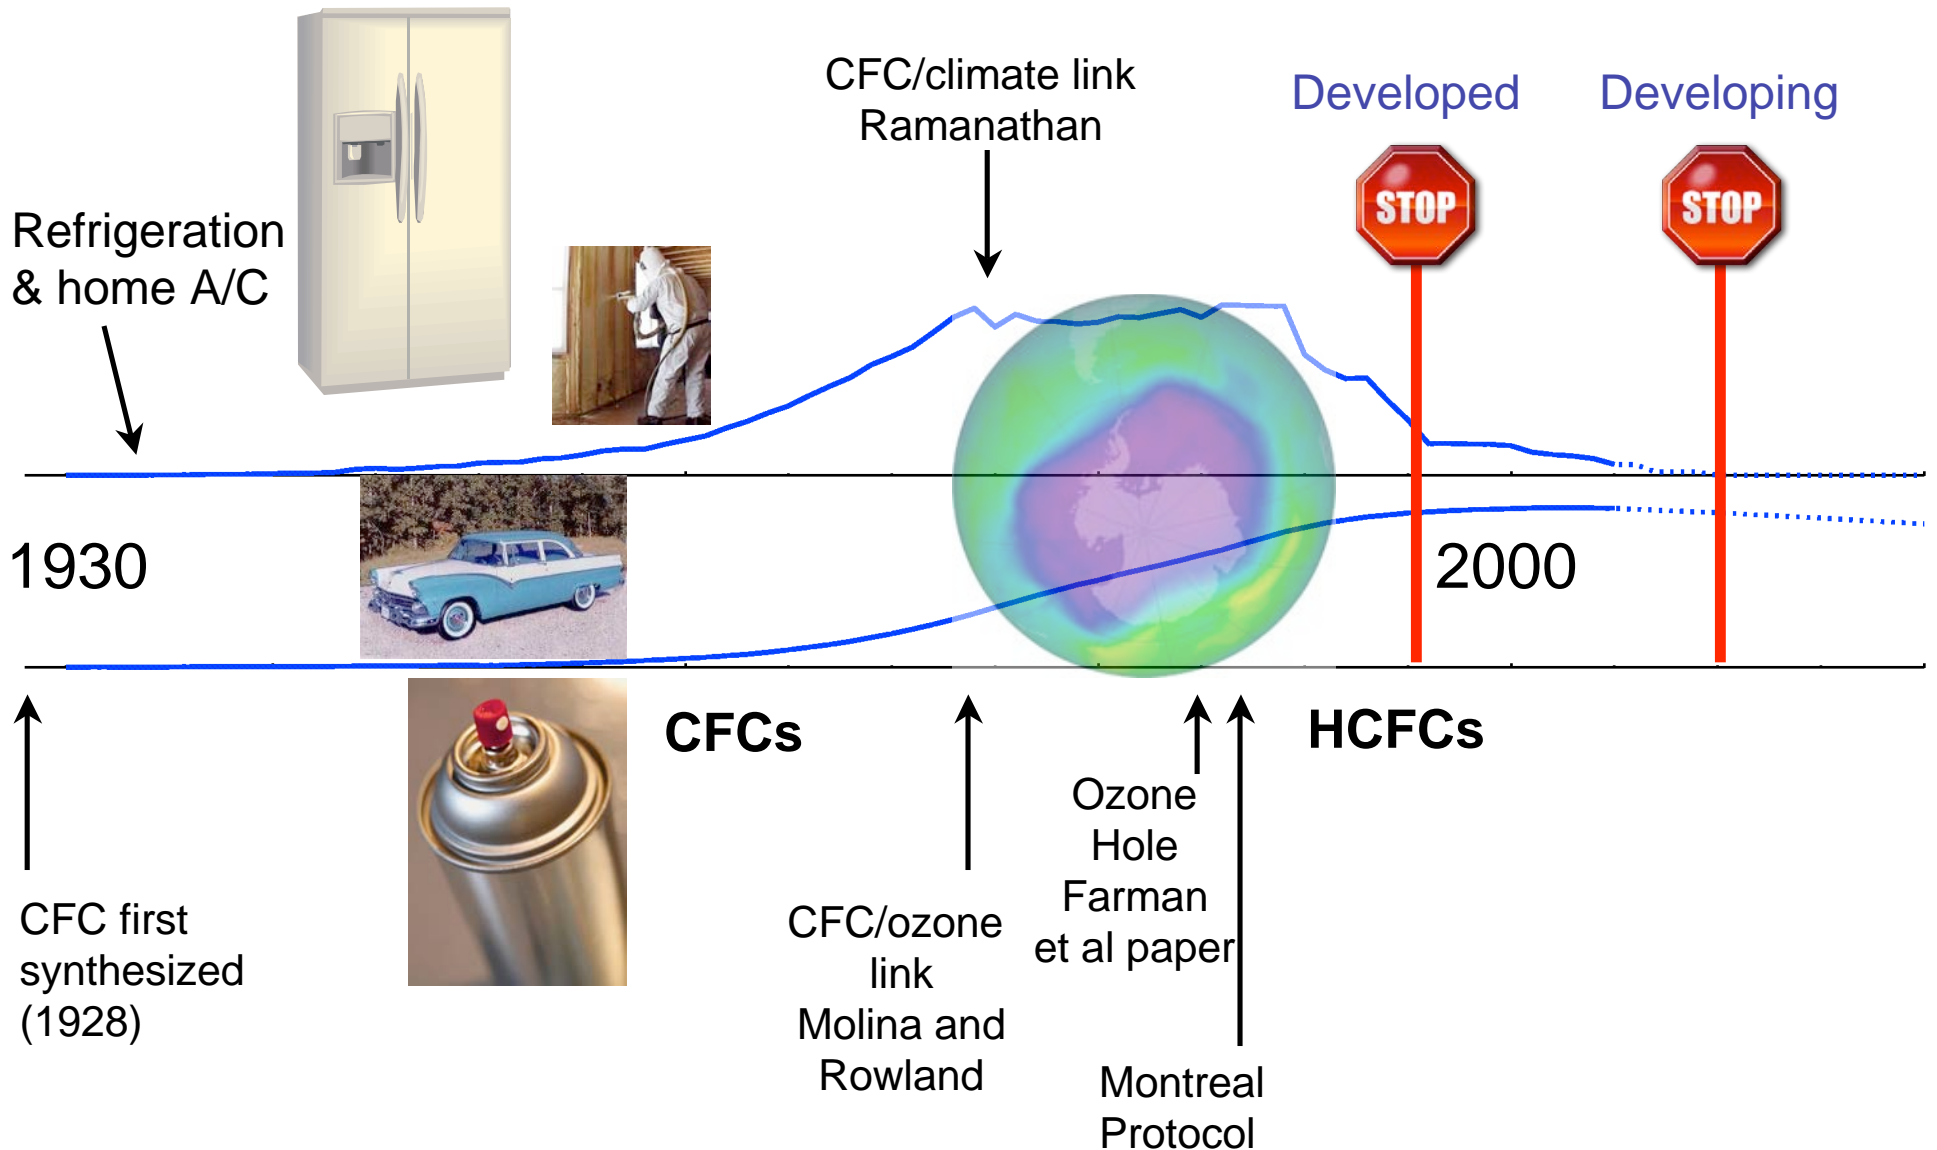 CFC/climate link
Ramanathan
Developed
Developing
STOP
STOP
Refrigeration
& home A/C
1930
2000
CFCs
HCFCs
CFC first
synthesized
(1928)
CFC/ozone
link
Molina and
Rowland
Ozone
Hole
Farman
et al paper
Montreal
Protocol